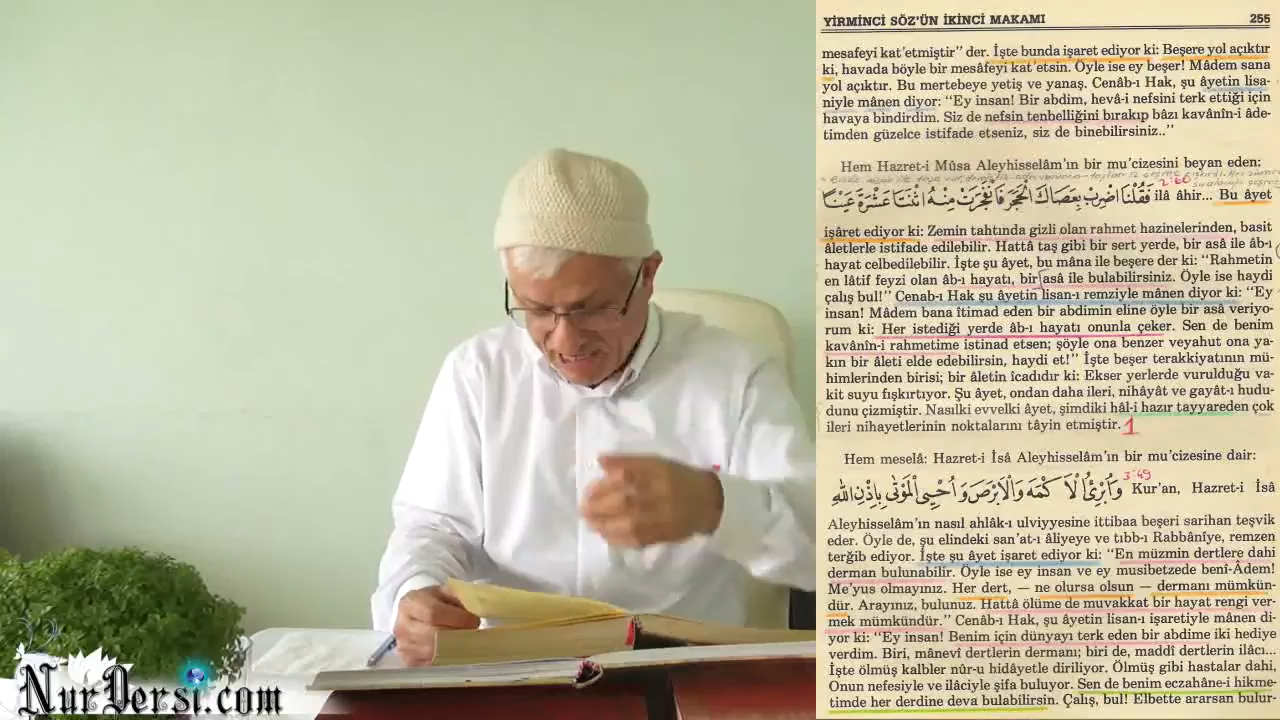 YİRMİNCİ SÖZ'ÜN İKİNCİ MAKAMI 255
mesafeyi kat'etmiştir" der. İşte bunda işaret ediyor ki: Beşere yol açıktır
ki, havada böyle bir mesâfeyi kat'etsin. Öyle ise ey beşer! Mâdem sana
yol açıktır. Bu mertebeye yetiş ve yanaş. Cenâb-ı Hak, şu âyetin lisa-
niyle mânen diyor: "Ey insan! Bir abdim, hevâ-i nefsini terk ettiği için
havaya bindirdim. Siz de nefsin tenbelliğini bırakıp bâzı kavânîn-i âde-
timden güzelce istifade etseniz, siz de binebilirsiniz.."
Hem Hazret-i Mûsa Aleyhisselâm'ın bir mu'cizesini beyan eden:
2:60
فَقُلْنَا اضْرِبْ بِعَصَاكَ الْحَجَرَ فَانْفَجَرَتْ مِنْهُ اثْنَتَا عَشْرَةَ عَيْنًا ilâ âhir... Bu âyet
işâret ediyor ki: Zemin tahtında gizli olan rahmet hazinelerinden, basit
âletlerle istifade edilebilir. Hattâ taş gibi bir sert yerde, bir asâ ile âb-ı
hayat celbedilebilir. İşte şu âyet, bu mâna ile beşere der ki: "Rahmetin
en lâtif feyzi olan âb-ı hayâtı, bir asâ ile bulabilirsiniz. Öyle ise haydi
çalış bul!" Cenab-ı Hak şu âyetin lisan-ı remziyle mânen diyor ki: "Ey
insan! Mâdem bana îtimad eden bir abdimin eline öyle bir asâ veriyo-
rum ki: Her istediği yerde âb-ı hayâtı onunla çeker. Sen de benim
kavânîn-i rahmetime istinad etsen; şöyle ona benzer veyahut ona ya-
kın bir âleti elde edebilirsin, haydi et!" İşte beşer terakkiyatının mü-
himlerinden birisi; bir âletin îcadıdır ki: Ekser yerlerde vurulduğu va-
kit suyu fışkırtıyor. Şu âyet, ondan daha ileri, nihâyât ve gayât-ı hudu-
dunu çizmiştir. Nasılki evvelki âyet, şimdiki hâl-i hazır tayyareden çok
ileri nihayetlerinin noktalarını tâyin etmiştir. 1
Hem meselâ: Hazret-i İsâ Aleyhisselâm'ın bir mu'cizesine dair:
3:49
وَاُبْرِئُ الْاَكْمَهَ وَالْاَبْرَصَ وَاُحْيِى الْمَوْتٰى بِاِذْنِ اللّٰهِ Kur'an, Hazret-i İsâ
Aleyhisselâm'ın nasıl ahlâk-ı ulviyyesine ittibaa beşeri sarihan teşvik
eder. Öyle de, şu elindeki san'at-ı âliyeye ve tıbb-ı Rabbânîye, remzen
terğib ediyor. İşte şu âyet işaret ediyor ki: "En müzmin dertlere dahi
derman bulunabilir. Öyle ise ey insan ve ey musibetzede benî-Âdem!
Me'yus olmayınız. Her dert, — ne olursa olsun — dermanı mümkün-
dür. Arayınız, bulunuz. Hattâ ölüme de muvakkat bir hayat rengi ver-
mek mümkündür." Cenâb-ı Hak, şu âyetin lisan-ı işaretiyle mânen di-
yor ki: "Ey insan! Benim için dünyayı terk eden bir abdime iki hediye
verdim. Biri, mânevî dertlerin dermanı; biri de, maddî dertlerin ilâcı...
İşte ölmüş kalbler nûr-u hidâyetle diriliyor. Ölmüş gibi hastalar dahi,
Onun nefesiyle ve ilâciyle şifa buluyor. Sen de benim eczahâne-i hikme-
timde her derdine deva bulabilirsin. Çalış, bul! Elbette ararsan bulur-
NurDersi.com